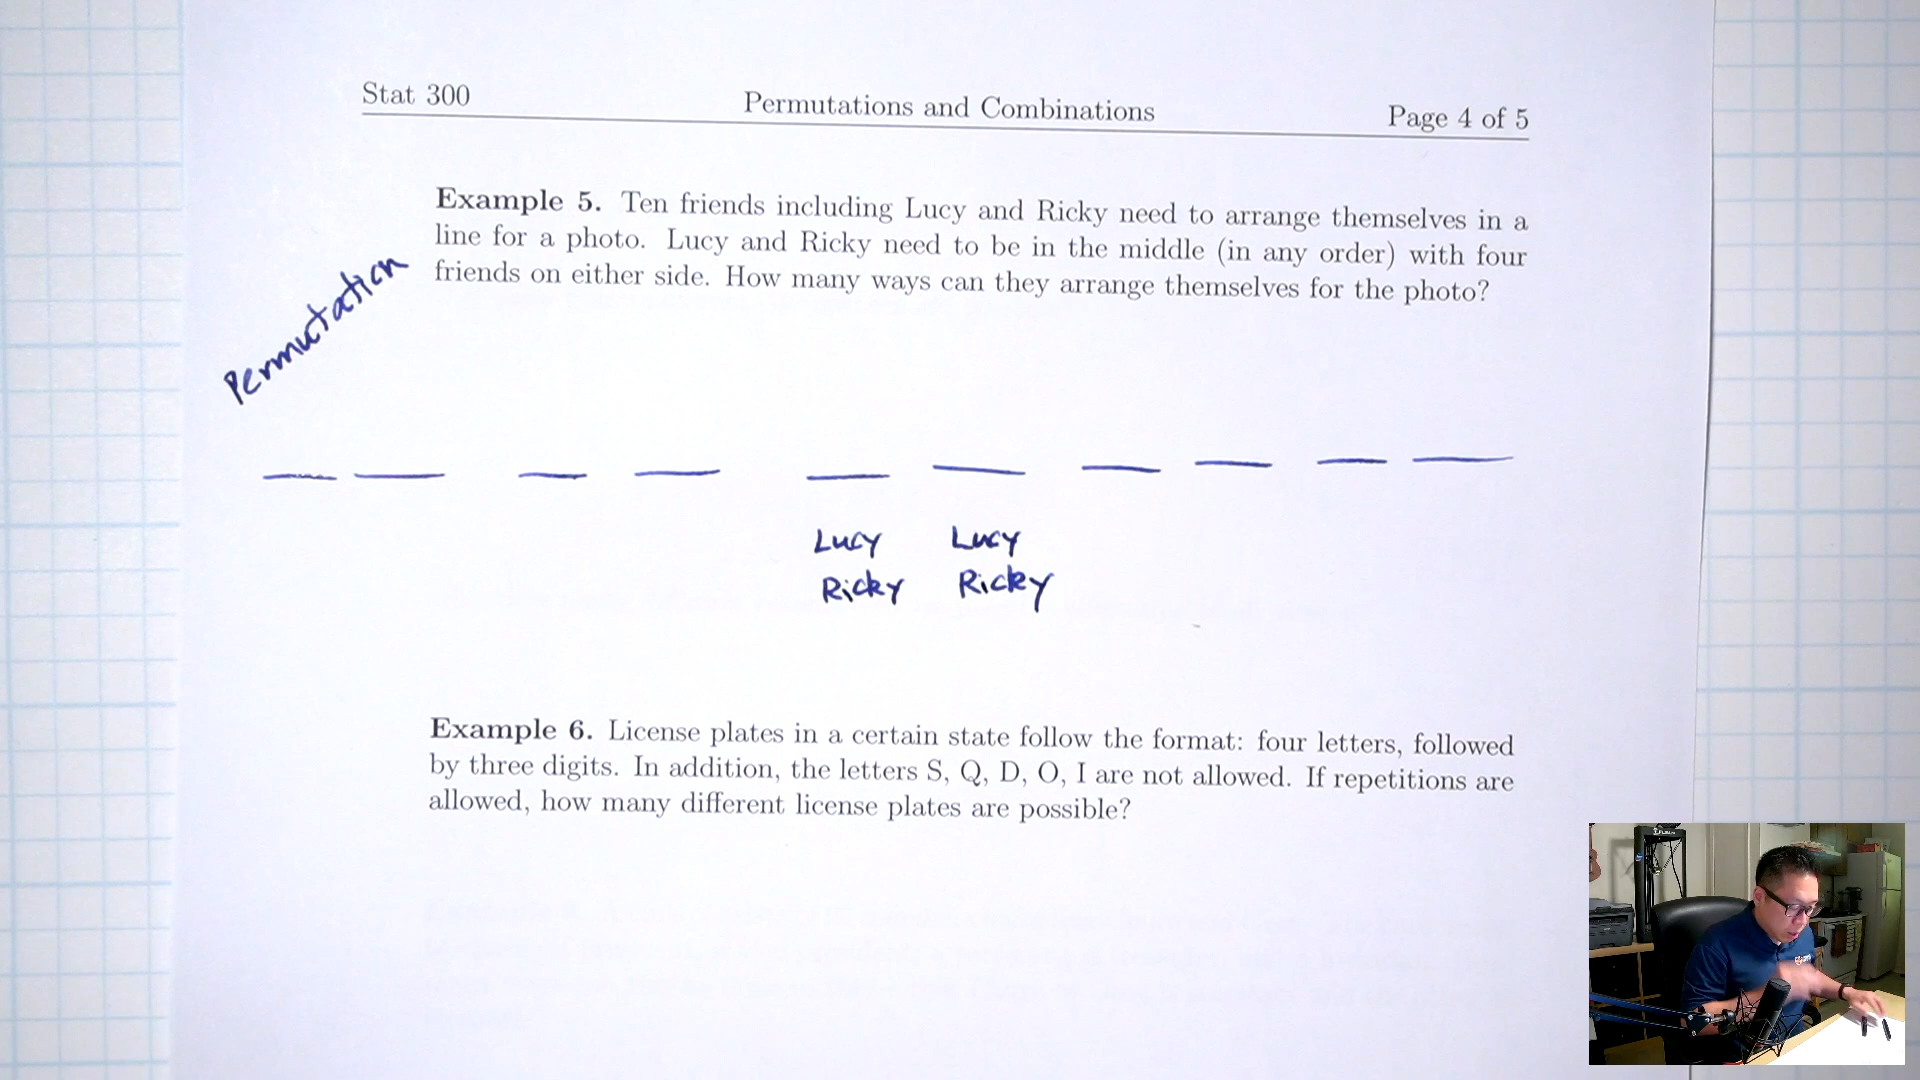 Stat 300
Permutations and Combinations
Page 4 of 5
Example 5. Ten friends including Lucy and Ricky need to arrange themselves in a
line for a photo. Lucy and Ricky need to be in the middle (in any order) with four
friends on either side. How many ways can they arrange themselves for the photo?
Permutation
Lucy Lucy
Ricky Ricky
Example 6. License plates in a certain state follow the format: four letters, followed
by three digits. In addition, the letters S, Q, D, O, I are not allowed. If repetitions are
allowed, how many different license plates are possible?